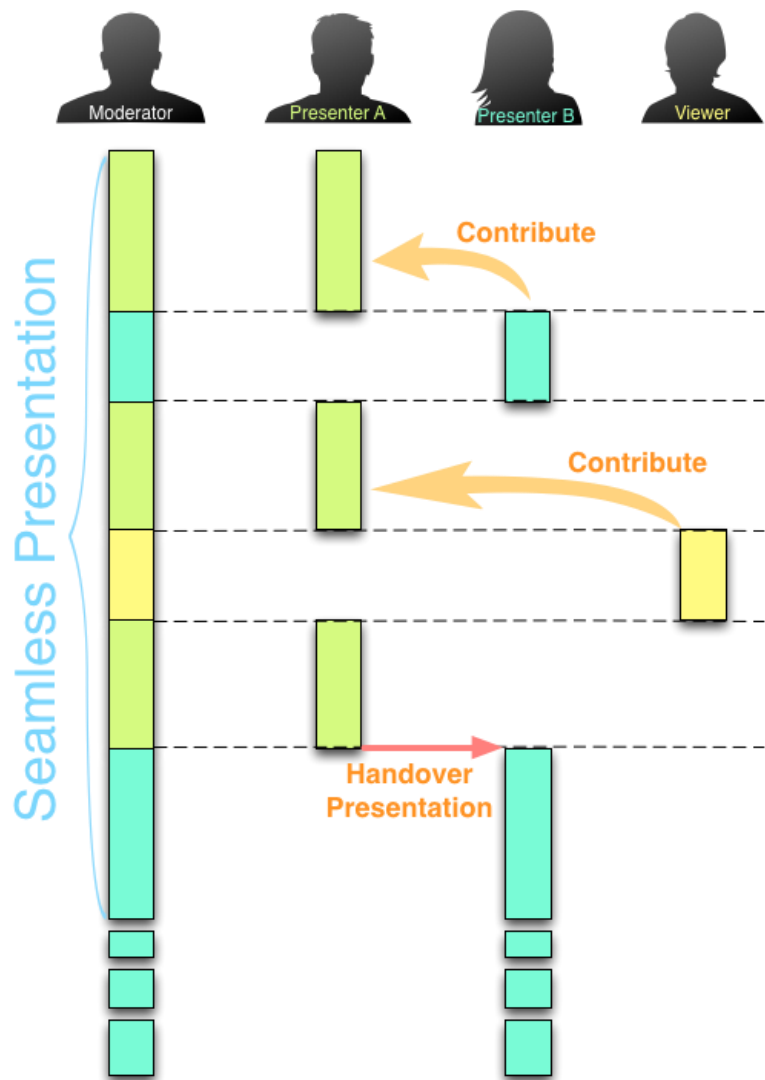 Moderator
Presenter A
Presenter B
Viewer
Contribute
Contribute
Handover
Presentation
Seamless Presentation